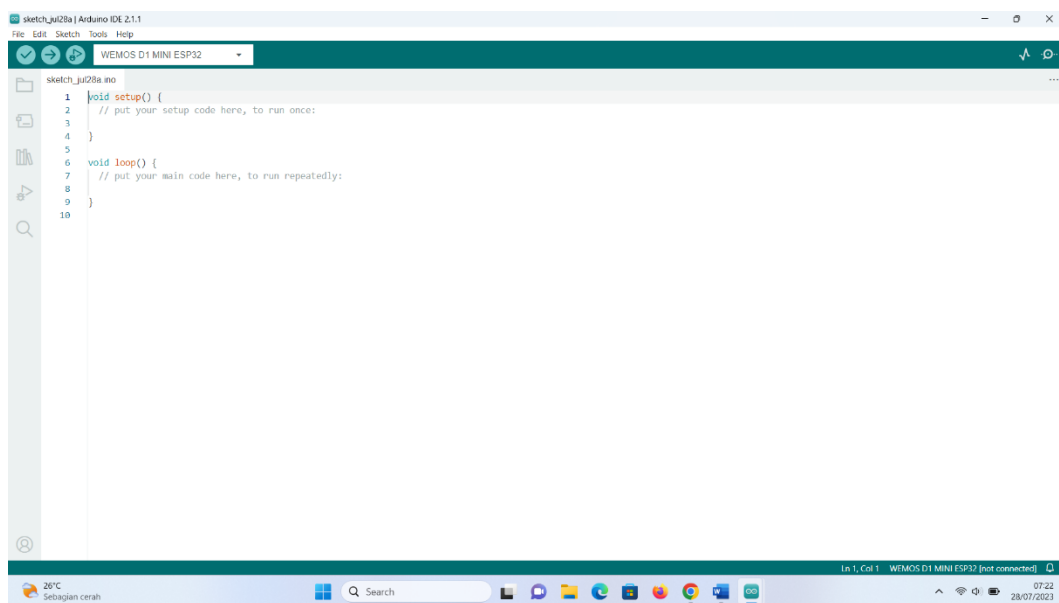 sketch_jul28a | Arduino IDE 2.1.1
File Edit Sketch Tools Help
WEMOS D1 MINI ESP32
sketch_jul28a.ino
1 void setup() {
2 // put your setup code here, to run once:
3
4 }
5
6 void loop() {
7 // put your main code here, to run repeatedly:
8
9 }
10
Ln 1, Col 1 WEMOS D1 MINI ESP32 [not connected]
26°C
Sebagian cerah
Search
07:22
28/07/2023